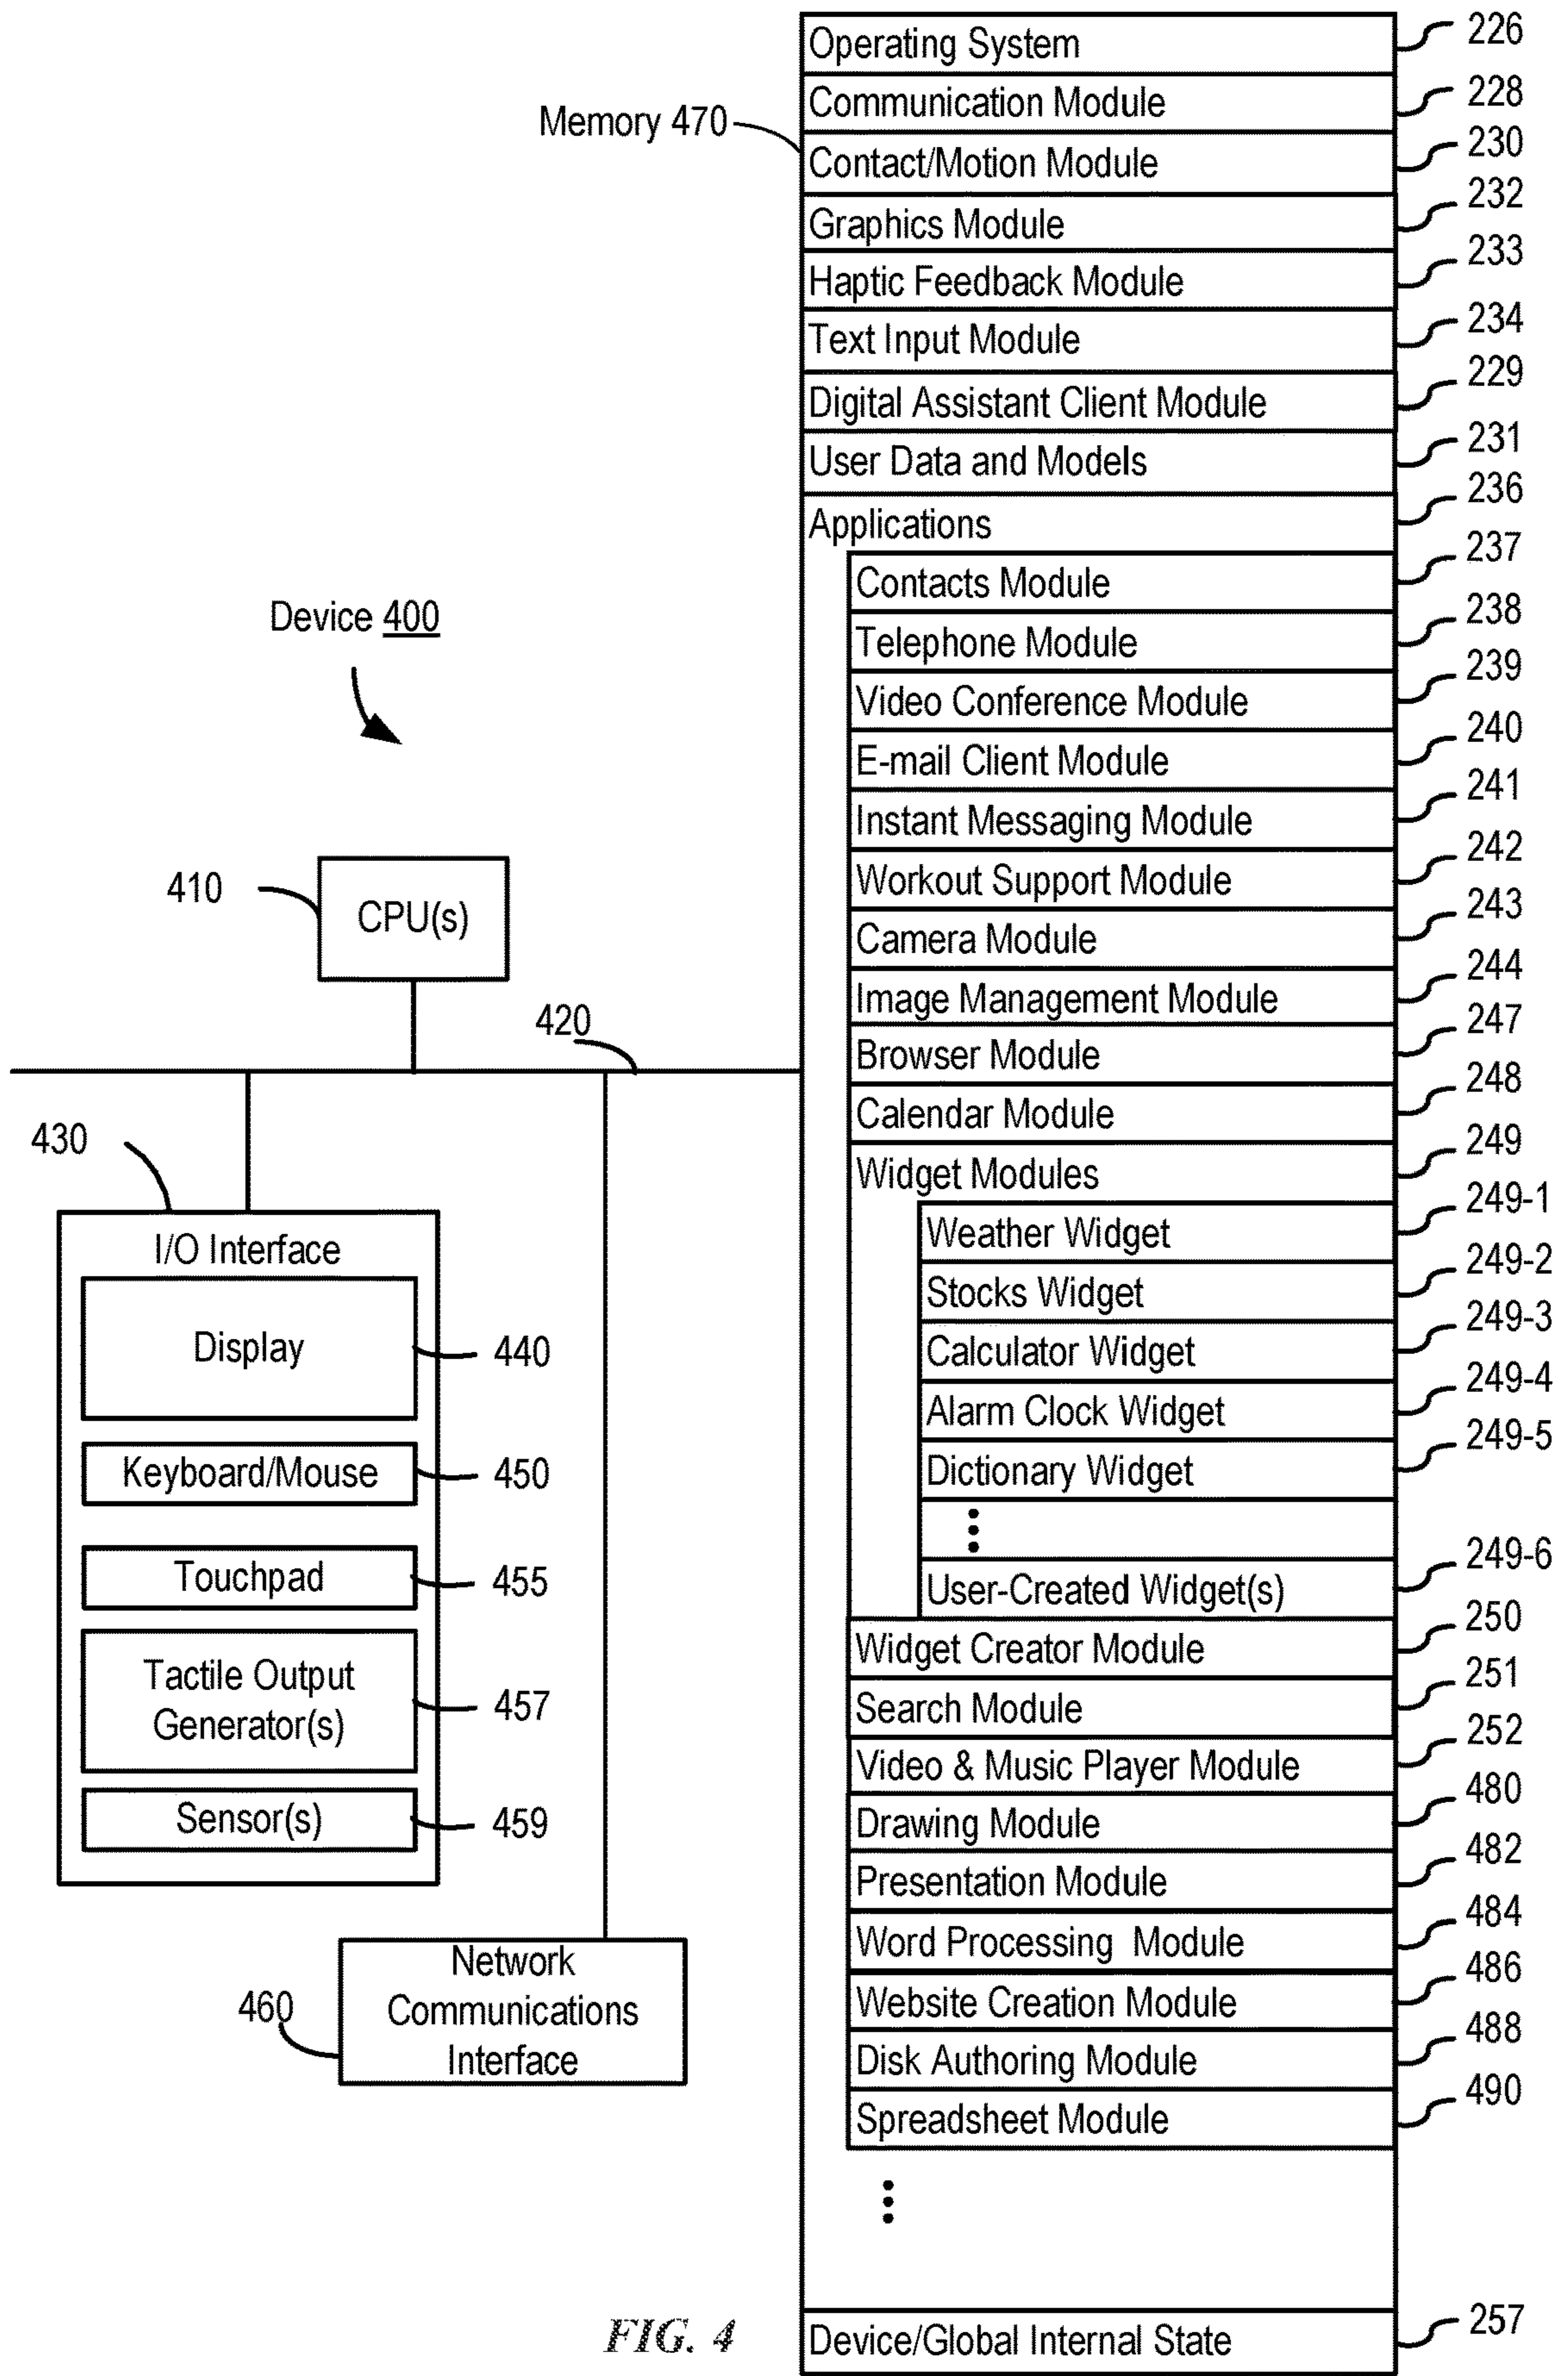 Operating System 226
Communication Module 228
Memory 470
Contact/Motion Module 230
Graphics Module 232
Haptic Feedback Module 233
Text Input Module 234
Digital Assistant Client Module 229
User Data and Models 231
Applications 236
Contacts Module 237
Telephone Module 238
Video Conference Module 239
E-mail Client Module 240
Instant Messaging Module 241
Workout Support Module 242
Camera Module 243
Image Management Module 244
Browser Module 247
Calendar Module 248
Widget Modules 249
Weather Widget 249-1
Stocks Widget 249-2
Calculator Widget 249-3
Alarm Clock Widget 249-4
Dictionary Widget 249-5
User-Created Widget(s) 249-6
Widget Creator Module 250
Search Module 251
Video & Music Player Module 252
Drawing Module 480
Presentation Module 482
Word Processing Module 484
Website Creation Module 486
Disk Authoring Module 488
Spreadsheet Module 490
Device/Global Internal State 257
Device 400
410
CPU(s)
420
430
I/O Interface
Display 440
Keyboard/Mouse 450
Touchpad 455
Tactile Output
Generator(s) 457
Sensor(s) 459
460
Network
Communications
Interface
FIG. 4